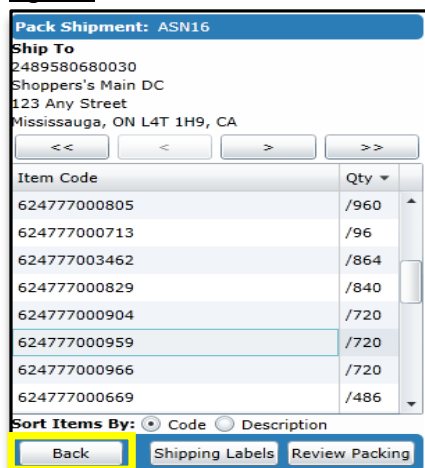 Pack Shipment: ASN16
Ship To
2489580680030
Shoppers's Main DC
123 Any Street
Mississauga, ON L4T 1H9, CA
<< < > >>
Item Code Qty
624777000805 /960
624777000713 /96
624777003462 /864
624777000829 /840
624777000904 /720
624777000959 /720
624777000966 /720
624777000669 /486
Sort Items By: Code Description
Back Shipping Labels Review Packing